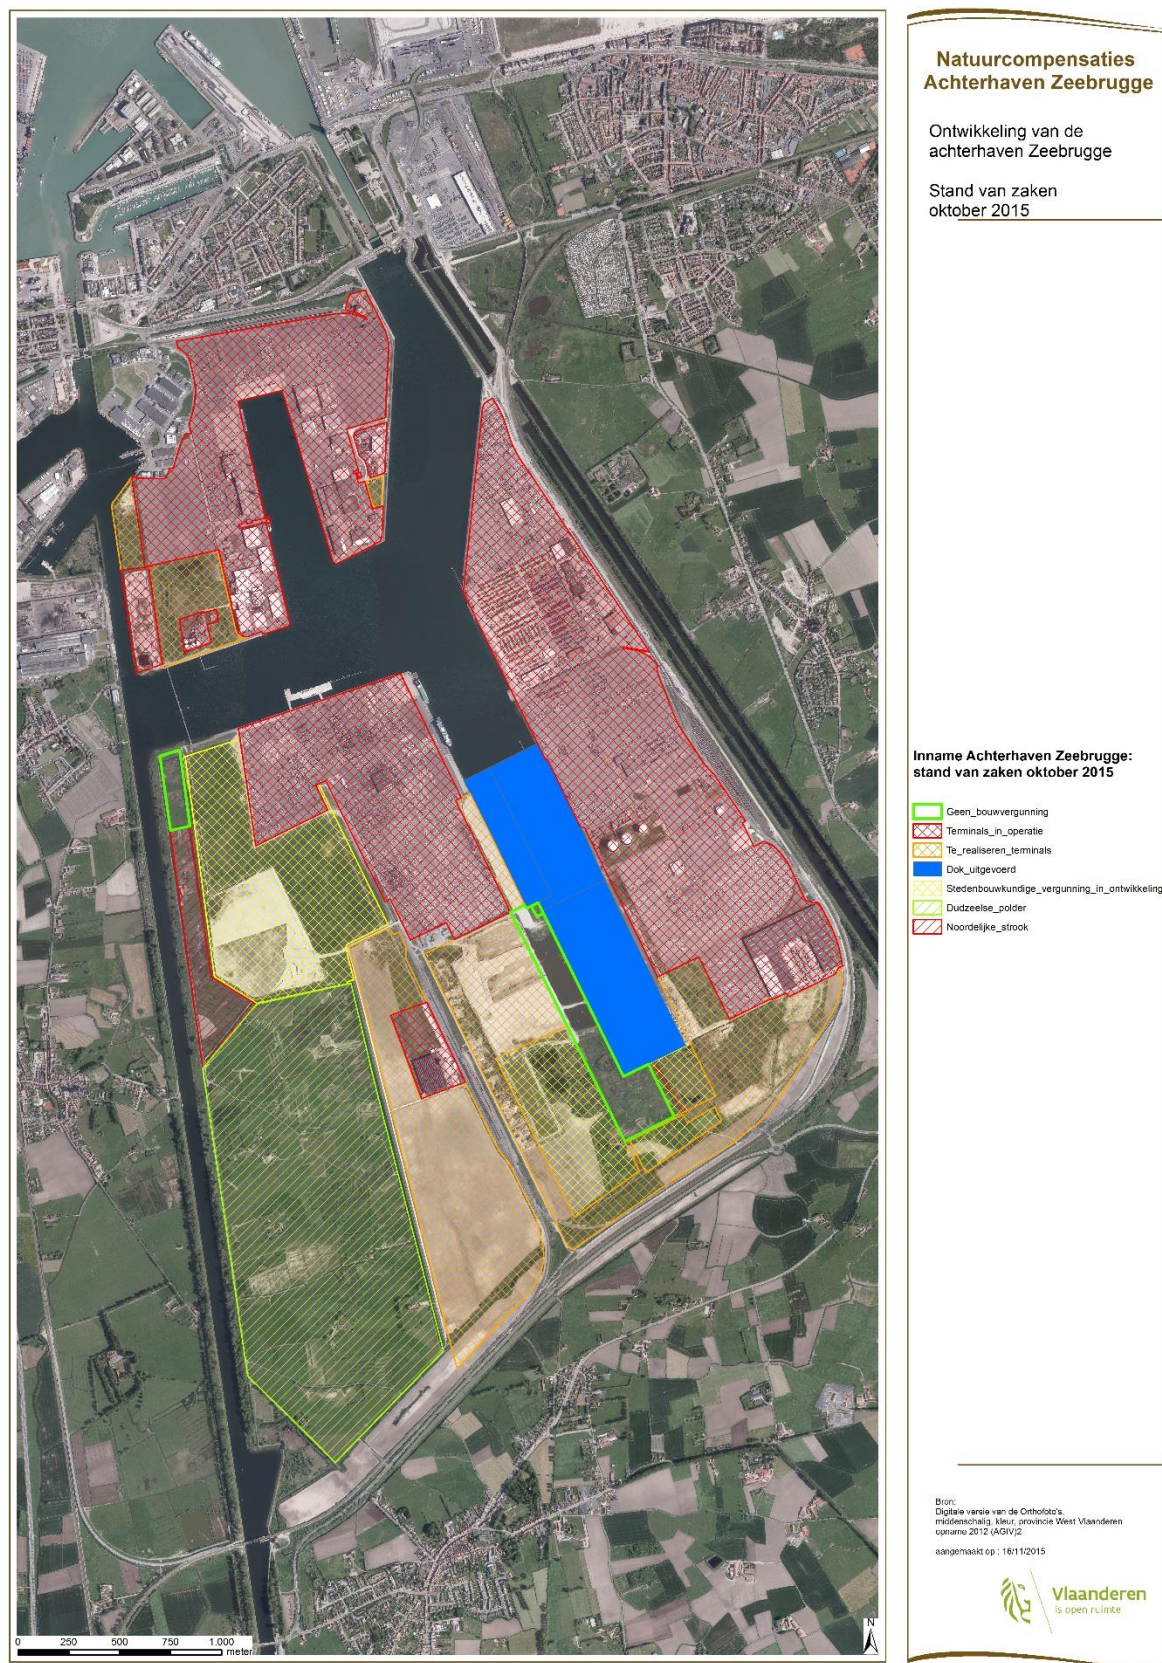 Natuurcompensaties
Achterhaven Zeebrugge
Ontwikkeling van de
achterhaven Zeebrugge
Stand van zaken
oktober 2015
Inname Achterhaven Zeebrugge:
stand van zaken oktober 2015
Geen_bouwvergunning
Terminals_in_operatie
Te_realiseren_terminals
Dok_uitgevoerd
Stedenbouwkundige_vergunning_in_ontwikkeling
Dudzeelse_polder
Noordelijke_strook
Bron:
Digitale versie van de Orthofoto's,
middenschalig, kleur, provincie West Vlaanderen
opname 2012 (AGIV)2
aangemaakt op : 16/11/2015
Vlaanderen
is open ruimte
N
0 250 500 750 1.000
meter